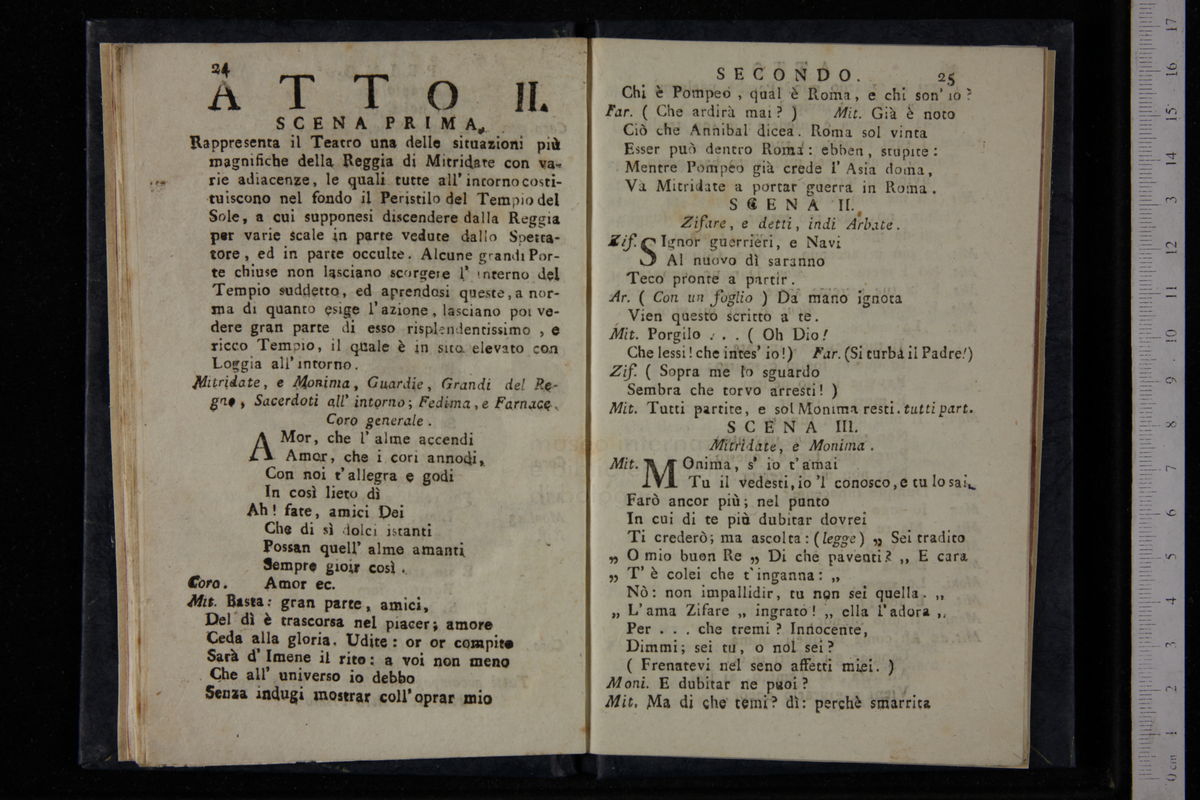 24
ATTO II.
SCENA PRIMA.
Rappresenta il Teatro una delle situazioni più
magnifiche della Reggia di Mitridate con va-
rie adiacenze, le quali tutte all' intorno costi-
tuiscono nel fondo il Peristilo del Tempio del
Sole, a cui supponesi discendere dalla Reggia
per varie scale in parte vedute dallo Spetta-
tore, ed in parte occulte. Alcune grandi Por-
te chiuse non lasciano scorgere l' interno del
Tempio suddetto, ed aprendosi queste, a nor-
ma di quanto esige l'azione, lasciano poi ve-
dere gran parte di esso risplendentissimo, e
ricco Tempio, il quale è in sito elevato con
Loggia all' intorno.
Mitridate, e Monima, Guardie, Grandi del Re-
gno, Sacerdoti all' intorno; Fedima, e Farnace.
Coro generale.
AMor, che l' alme accendi
Amor, che i cori annodi,
Con noi t'allegra e godi
In così lieto dì
Ah! fate, amici Dei
Che di sì dolci istanti
Possan quell' alme amanti
Sempre gioir così.
Coro. Amor ec.
Mit. Basta: gran parte, amici,
Del dì è trascorsa nel piacer; amore
Ceda alla gloria. Udite: or or compito
Sarà d' Imene il rito: a voi non meno
Che all' universo io debbo
Senza indugi mostrar coll' oprar mio
SECONDO. 25
Chi è Pompeo, qual è Roma, e chi son' io?
Far. ( Che ardirà mai? ) Mit. Già è noto
Ciò che Annibal dicea. Roma sol vinta
Esser può dentro Roma: ebben, stupite:
Mentre Pompeo già crede l' Asia doma,
Va Mitridate a portar guerra in Roma.
SCENA II.
Zifare, e detti, indi Arbate.
Zif. SIgnor guerrieri, e Navi
Al nuovo dì saranno
Teco pronte a partir.
Ar. ( Con un foglio ) Da mano ignota
Vien questo scritto a te.
Mit. Porgilo . . . ( Oh Dio!
Che lessi! che intes' io!) Far. (Si turba il Padre!)
Zif. ( Sopra me lo sguardo
Sembra che torvo arresti! )
Mit. Tutti partite, e sol Monima resti. tutti part.
SCENA III.
Mitridate, e Monima.
Mit. MOnima, s' io t'amai
Tu il vedesti, io 'l conosco, e tu lo sai,
Farò ancor più; nel punto
In cui di te più dubitar dovrei
Ti crederò; ma ascolta: (legge) „ Sei tradito
„ O mio buon Re „ Di che paventi? „ E cara
„ T' è colei che t'inganna: „
Nò: non impallidir, tu non sei quella. „
„ L'ama Zifare „ ingrato! „ ella l'adora „
Per . . . che tremi? Innocente,
Dimmi; sei tu, o nol sei?
( Frenatevi nel seno affetti miei. )
Moni. E dubitar ne puoi?
Mit. Ma di che temi? dì: perchè smarrita